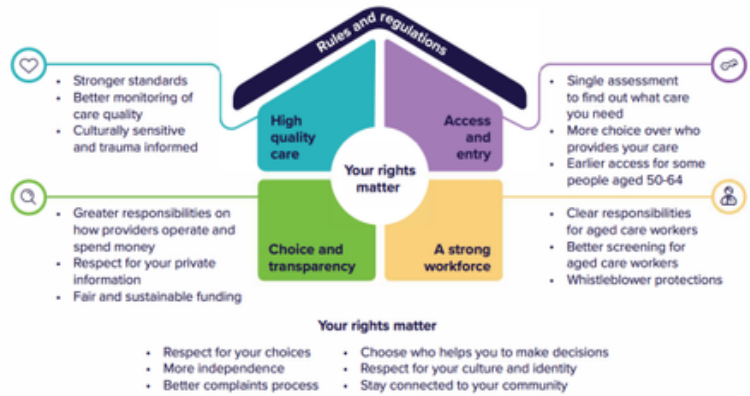 Rules and regulations
• Stronger standards
• Better monitoring of
care quality
• Culturally sensitive
and trauma informed
High
quality
care
Access
and
entry
• Single assessment
to find out what care
you need
• More choice over who
provides your care
• Earlier access for some
people aged 50-64
Your rights
matter
• Greater responsibilities on
how providers operate and
spend money
• Respect for your private
information
• Fair and sustainable funding
Choice and
transparency
A strong
workforce
• Clear responsibilities
for aged care workers
• Better screening for
aged care workers
• Whistleblower protections
Your rights matter
• Respect for your choices
• More independence
• Better complaints process
• Choose who helps you to make decisions
• Respect for your culture and identity
• Stay connected to your community